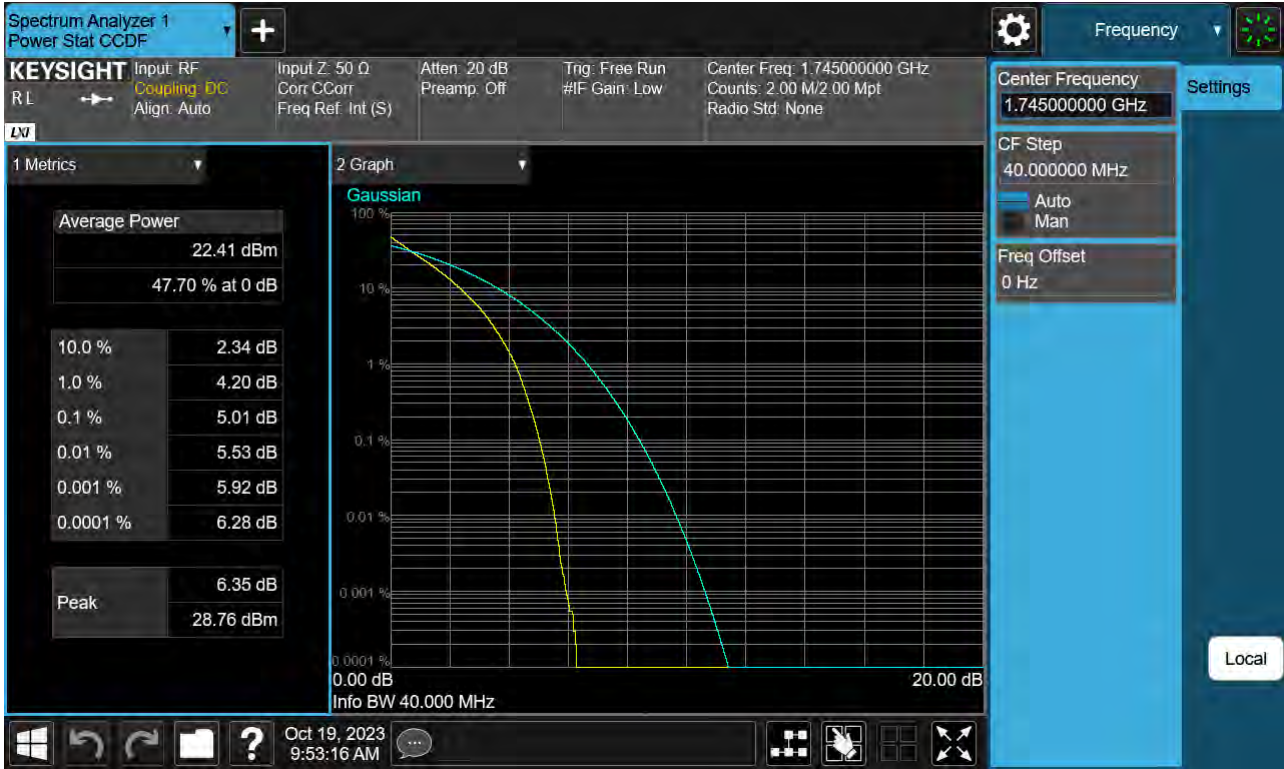 Spectrum Analyzer 1
Power Stat CCDF
Frequency
KEYSIGHT
R L
LXI
Input: RF
Coupling: DC
Align: Auto
Input Z: 50 Ω
Corr CCorr
Freq Ref: Int (S)
Atten: 20 dB
Preamp: Off
Trig: Free Run
#IF Gain: Low
Center Freq: 1.745000000 GHz
Counts: 2.00 M/2.00 Mpt
Radio Std: None
1 Metrics
Average Power
22.41 dBm
47.70 % at 0 dB
10.0 % 2.34 dB
1.0 % 4.20 dB
0.1 % 5.01 dB
0.01 % 5.53 dB
0.001 % 5.92 dB
0.0001 % 6.28 dB
Peak
6.35 dB
28.76 dBm
2 Graph
Gaussian
100 %
10 %
1 %
0.1 %
0.01 %
0.001 %
0.0001 %
0.00 dB 20.00 dB
Info BW 40.000 MHz
Center Frequency
1.745000000 GHz
CF Step
40.000000 MHz
Auto
Man
Freq Offset
0 Hz
Settings
Local
?
Oct 19, 2023
9:53:16 AM